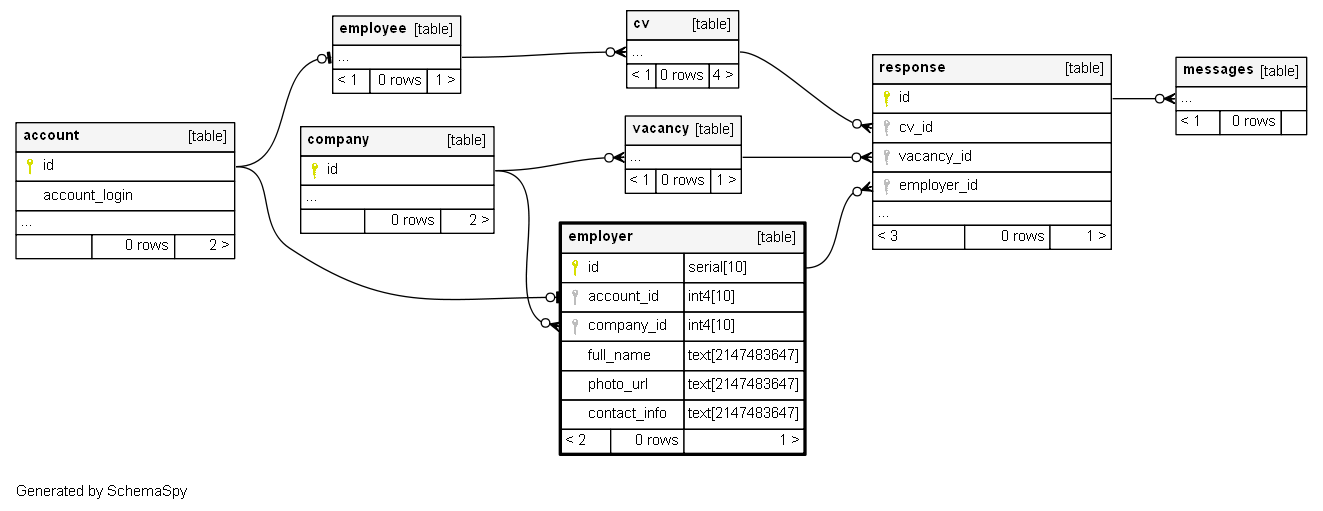 employee [table]
...
< 1 0 rows 1 >
cv [table]
...
< 1 0 rows 4 >
response [table]
id
cv_id
vacancy_id
employer_id
...
< 3 0 rows 1 >
messages [table]
...
< 1 0 rows
account [table]
id
account_login
...
0 rows 2 >
company [table]
id
...
0 rows 2 >
vacancy [table]
...
< 1 0 rows 1 >
employer [table]
id serial[10]
account_id int4[10]
company_id int4[10]
full_name text[2147483647]
photo_url text[2147483647]
contact_info text[2147483647]
< 2 0 rows 1 >
Generated by SchemaSpy